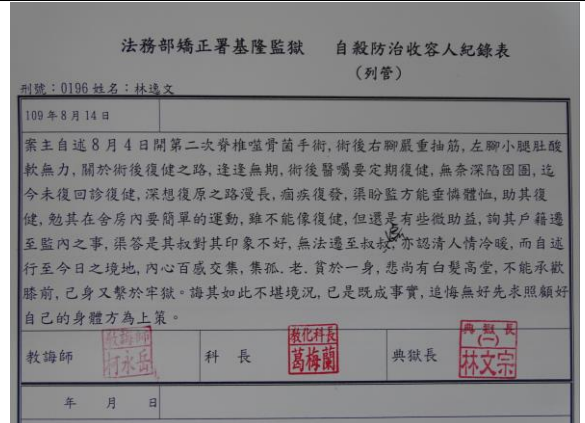 法務部矯正署基隆監獄 自殺防治收容人紀錄表
(列管)
刑號:0196 姓名:林逸文
109年8月14日
案主自述8月4日開第二次脊椎噬骨菌手術,術後右腳嚴重抽筋,左腳小腿肚酸
軟無力,關於術後復健之路,逢逢無期,術後醫囑要定期復健,無奈深陷囹圄,迄
今未復回診復健,深想復原之路漫長,痼疾復發,渠盼監方能垂憐體恤,助其復
健,勉其在舍房內要簡單的運動,雖不能像復健,但還是有些微助益,詢其戶籍遷
至監內之事,渠答是其叔對其印象不好,無法遷至叔叔,亦認清人情冷暖,而自述
行至今日之境地,內心百感交集,集孤.老.貧於一身,悲尚有白髮高堂,不能承歡
膝前,己身又繫於牢獄。誨其如此不堪境況,已是既成事實,追悔無好先求照顧好
自己的身體方為上策。
教誨師 教誨師 柯永岳 科長 教化科長 葛梅蘭 典獄長 典獄長 (一) 林文宗
年 月 日